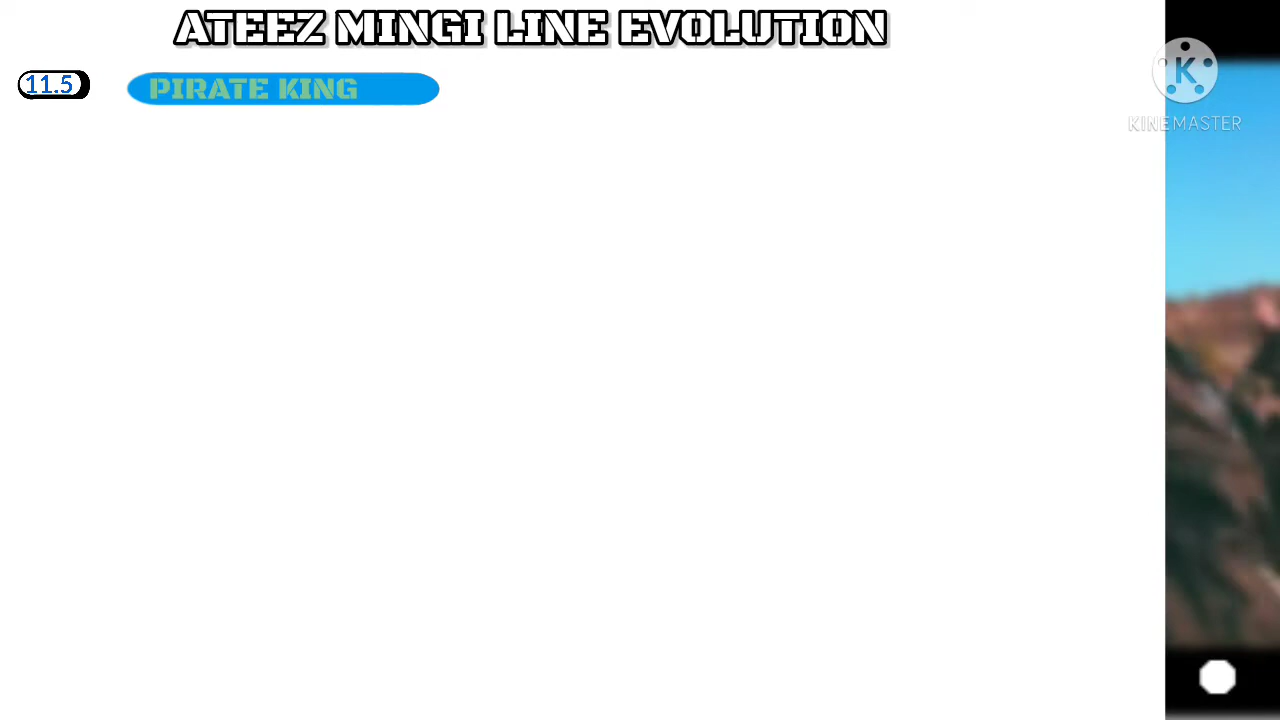 ATEEZ MINGI LINE EVOLUTION
11.5
PIRATE KING
K
KINEMASTER